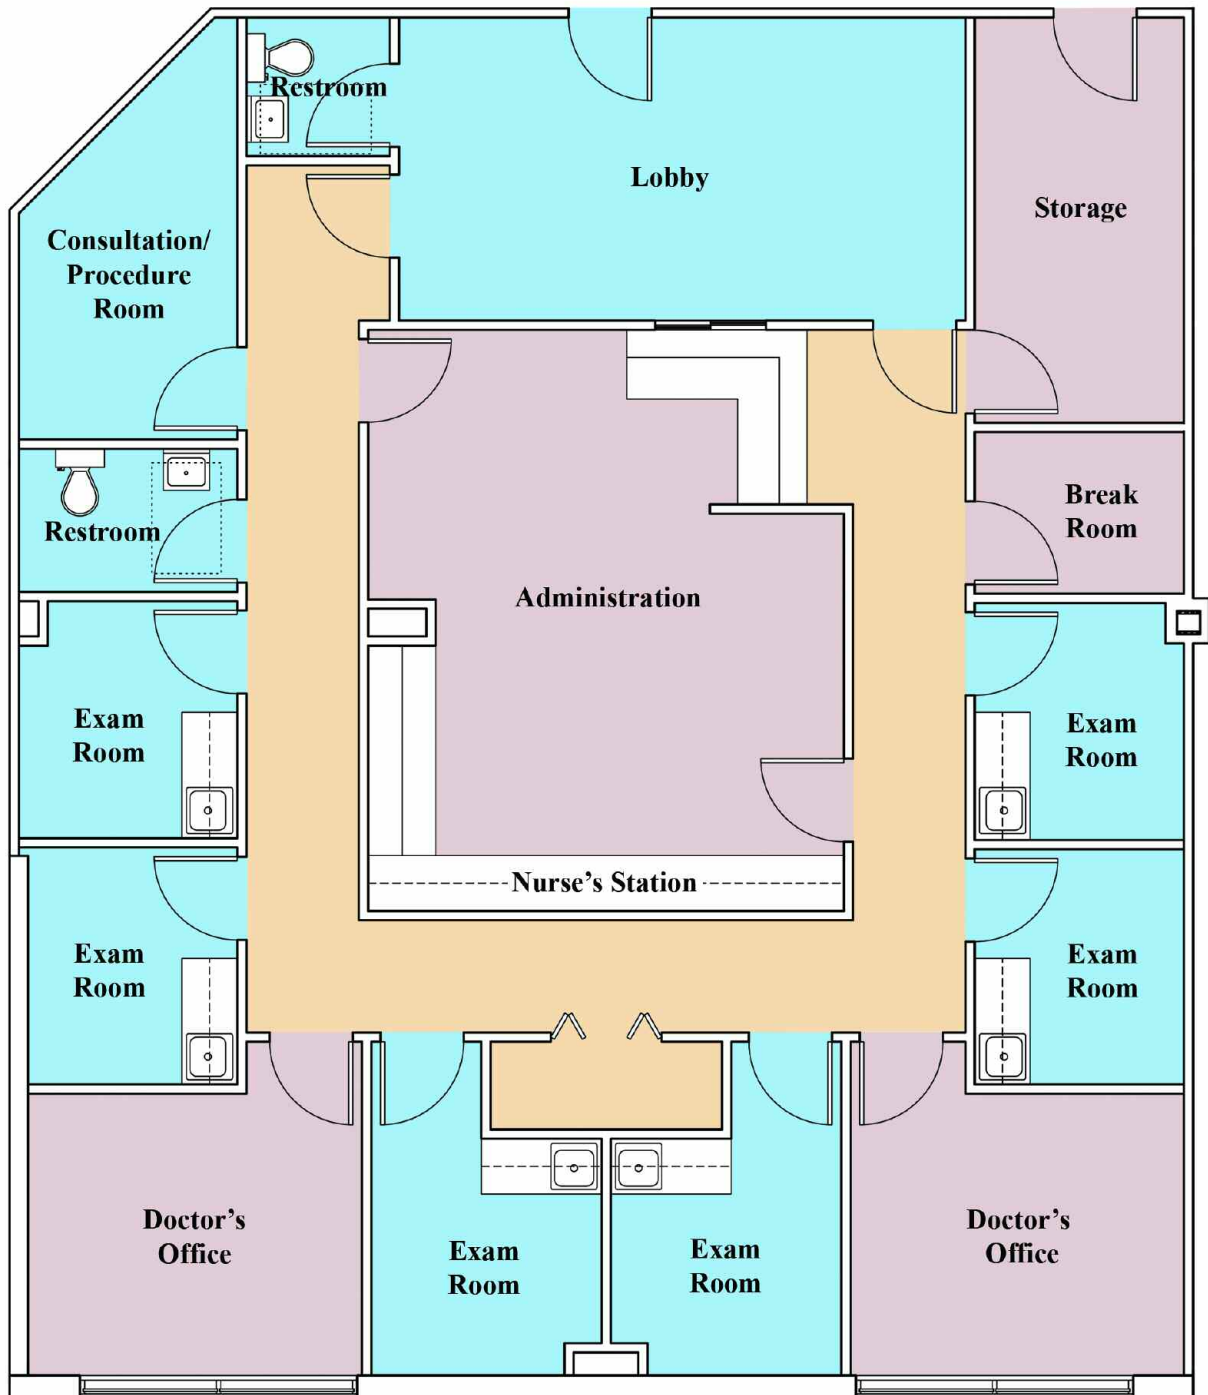 Restroom
Lobby
Storage
Consultation/
Procedure
Room
Break
Room
Restroom
Administration
Exam
Room
Exam
Room
Nurse's Station
Exam
Room
Exam
Room
Doctor's
Office
Exam
Room
Exam
Room
Doctor's
Office